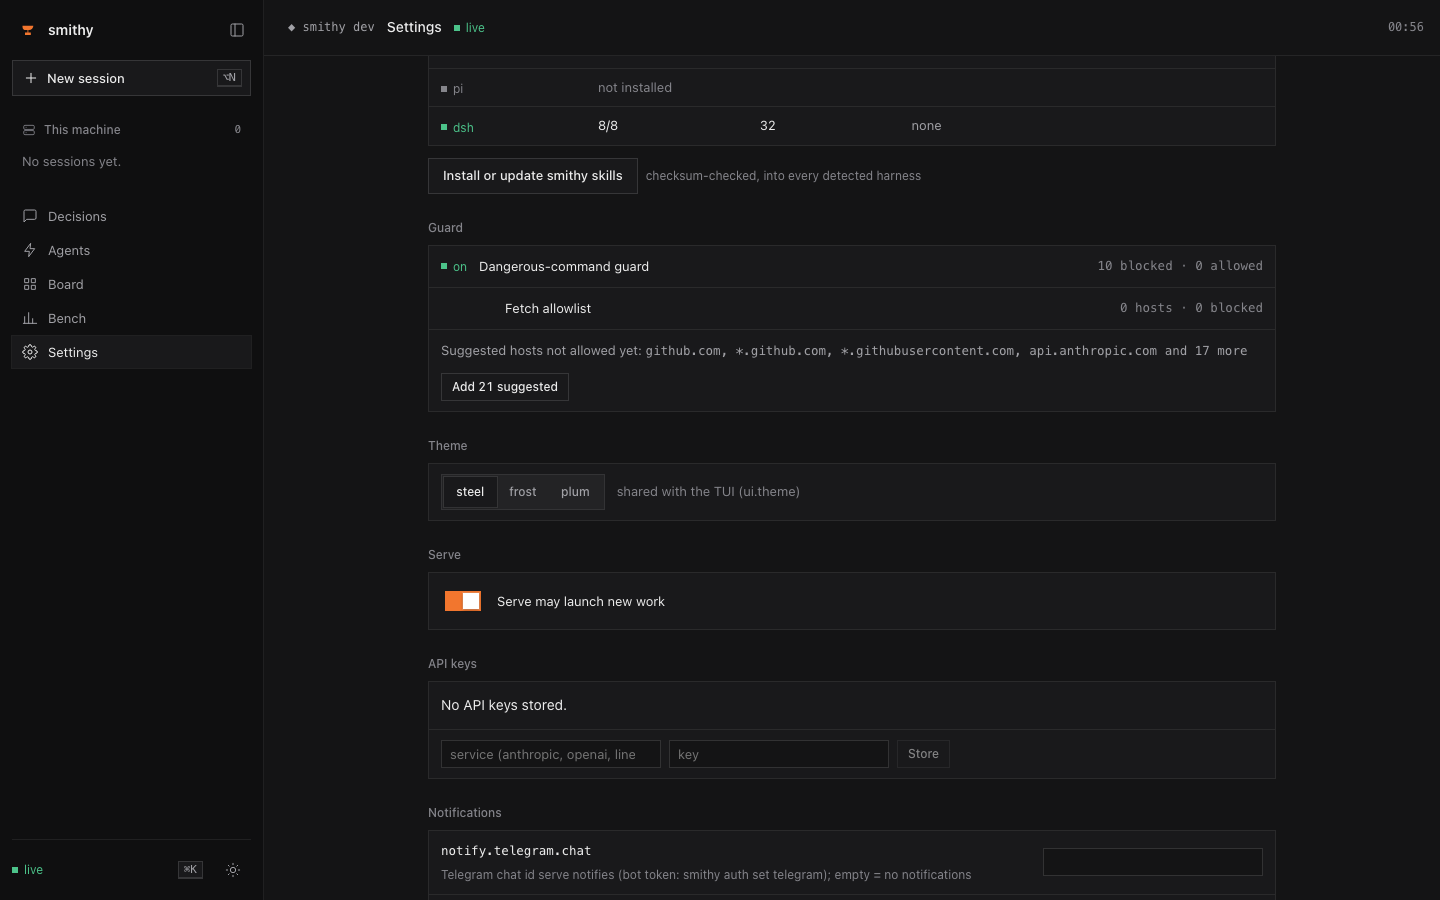 smithy
New session ⌥N
This machine 0
No sessions yet.
Decisions
Agents
Board
Bench
Settings
live ⌘K
◆ smithy dev Settings live 00:56
pi not installed
dsh 8/8 32 none
Install or update smithy skills checksum-checked, into every detected harness
Guard
on Dangerous-command guard 10 blocked · 0 allowed
Fetch allowlist 0 hosts · 0 blocked
Suggested hosts not allowed yet: github.com, *.github.com, *.githubusercontent.com, api.anthropic.com and 17 more
Add 21 suggested
Theme
steel frost plum shared with the TUI (ui.theme)
Serve
Serve may launch new work
API keys
No API keys stored.
service (anthropic, openai, line key Store
Notifications
notify.telegram.chat
Telegram chat id serve notifies (bot token: smithy auth set telegram); empty = no notifications